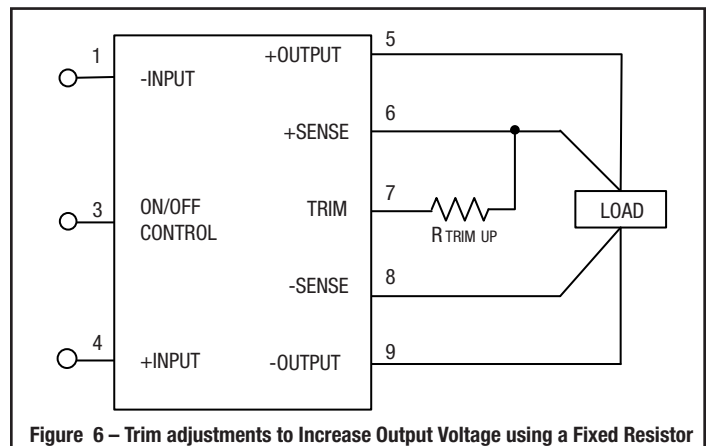 1
-INPUT
3
ON/OFF
CONTROL
4
+INPUT
+OUTPUT
5
+SENSE
6
TRIM
7
R TRIM UP
-SENSE
8
-OUTPUT
9
LOAD
Figure 6 – Trim adjustments to Increase Output Voltage using a Fixed Resistor